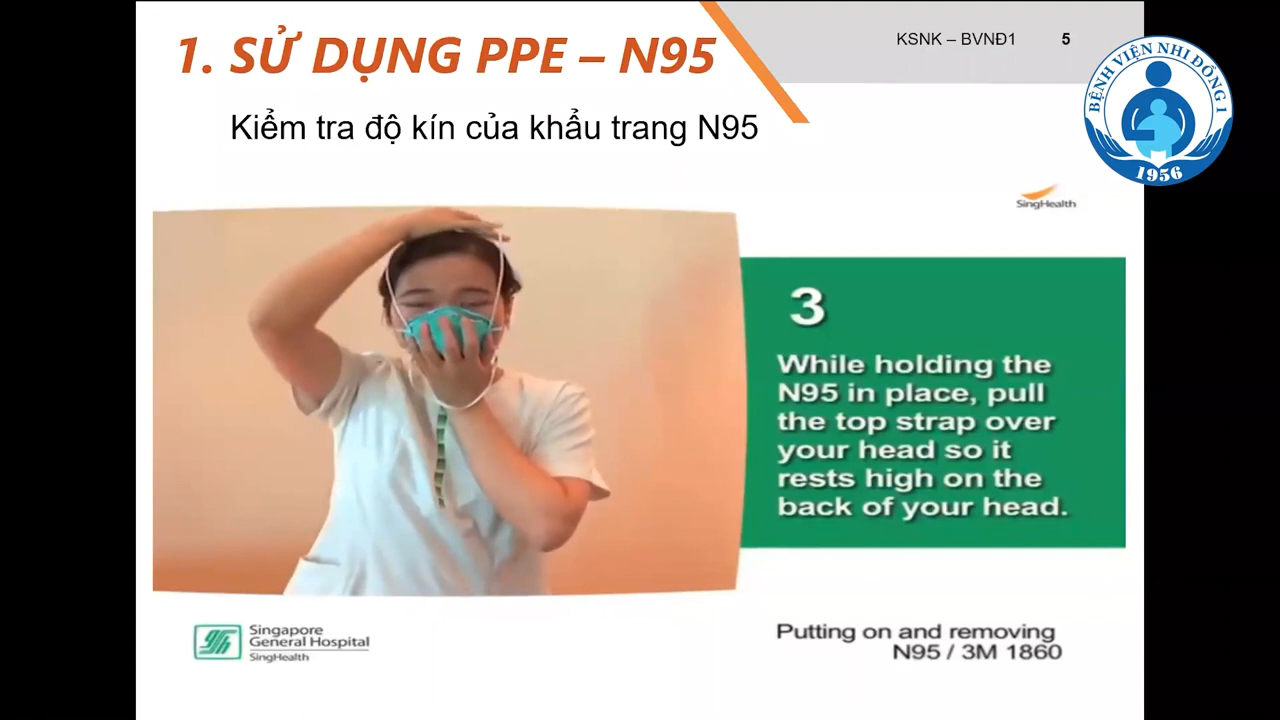 1. SỬ DỤNG PPE – N95
KSNK – BVNĐ1
5
BỆNH VIỆN NHI ĐỒNG 1
1956
Kiểm tra độ kín của khẩu trang N95
SingHealth
3
While holding the
N95 in place, pull
the top strap over
your head so it
rests high on the
back of your head.
Singapore
General Hospital
SingHealth
Putting on and removing
N95 / 3M 1860